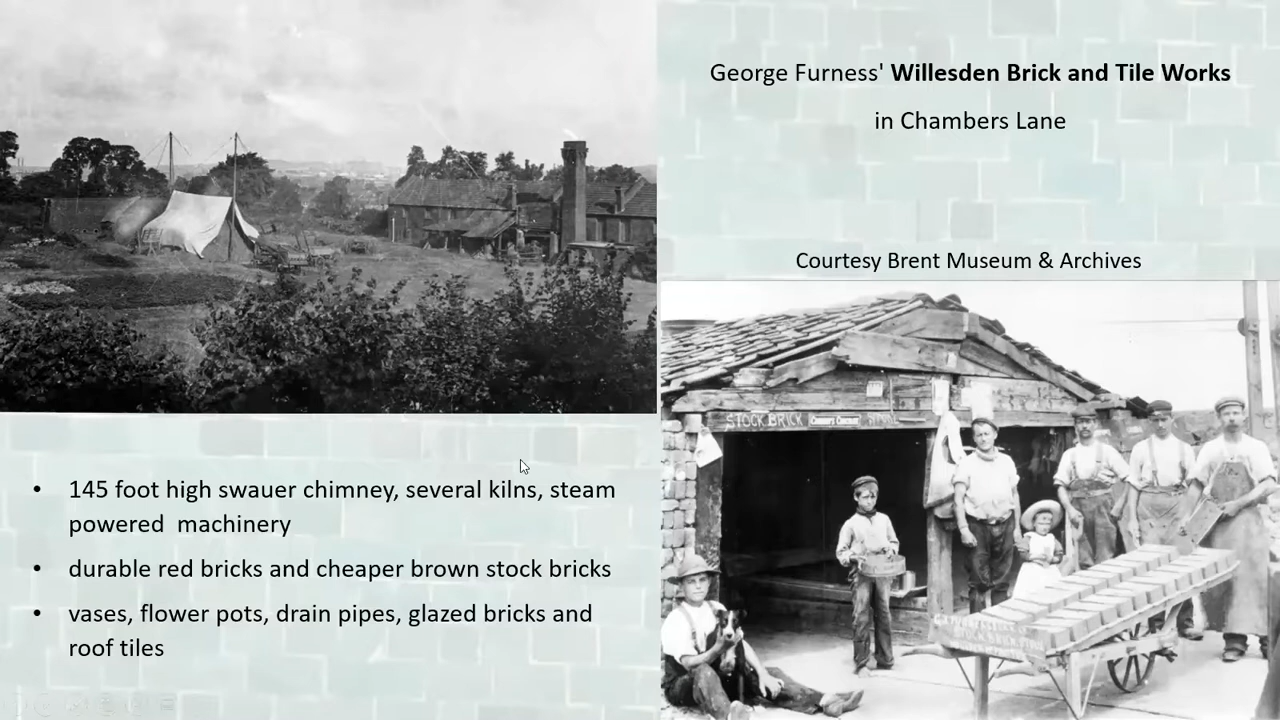 George Furness' Willesden Brick and Tile Works
in Chambers Lane
Courtesy Brent Museum & Archives
STOCK BRICK
145 foot high swauer chimney, several kilns, steam
powered machinery
durable red bricks and cheaper brown stock bricks
vases, flower pots, drain pipes, glazed bricks and
roof tiles